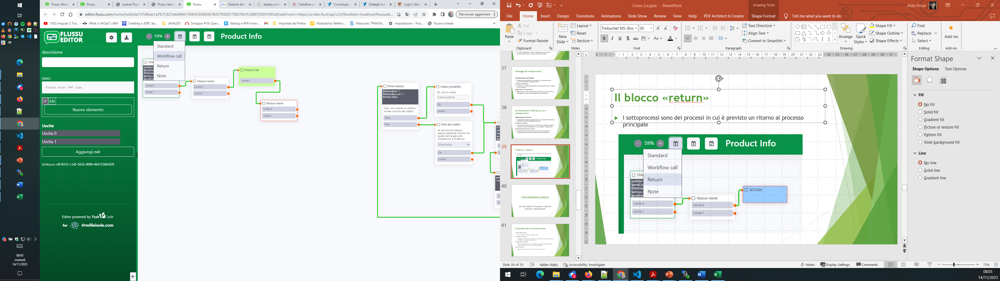 Flussu Workf
Flussu
Laravel Flussu
Flussu-Serve
Flussu
Gestore dell
display a rot
Cartelline co
Cronologia o
Dettagli ordi
Login | Sticke
editor.flussu.com/home/[wd2e0a737dfbab1a3%7C921b4df49A7D0EACB2B4367BA57892E575807061F288EFEDE01095af]/edit?conn=https://srvdev.flu.lt/api/v2.0/flow&list=localhost/flussuedi...
Riavvia per aggiornare
(192) Angular 2 Tut...
What is AIOps? | IBM
Creating a JDBC Ap...
JAVALDO
Sviluppo #16: Quer...
Startup e PMI innov...
Importati da Firefox
Modulistica Telefon...
Riassunto "PRAGM...
Impostazioni - Posi...
Nuova scheda
FLUSSU
EDITOR
59%
Product Info
Standard
Workflow call
Return
Note
descrizione
exec:
Please enter PHP code.
IT EN
Nuovo elemento
Uscite
Uscita 0
Uscita 1
Aggiungi exit
id blocco: cf616553-c1d5-502b-9089-464125663929
Editor powered by TuskCode
for @milleisole.com
08:05
martedì
14/11/2023
STA
wofoEnv-
$prodCo
$fotoCod
$isFoto=
$prodFot
Uscita 0
Uscita 1
Nessun nome
Uscita 0
Uscita 1
Process Call
Uscita 0
Nessun nome
Uscita 0
Uscita 1
Primo blocco
$fotoCodice="";
$fotoCodice_uri="";
$isFoto=false;
Ciao, vuoi inserire un codice o
inviare una foto del codice?
Testo
Foto
Codice prodotto
Ok, scrivi il codice
Codice prodotto
Ok
Uscita 1
Foto del codice
ok, fai una foto adesso
oppure seleziona una foto tra
quelle che hai già sullo
smartphone, e inviala qui
$fotoCodice
Ok
Uscita 1
Corso 2.x.pptx - PowerPoint
Drawing Tools
Aldo Prinzi
File
Home
Insert
Design
Transitions
Animations
Slide Show
Review
View
Help
PDF Architect 6 Creator
Shape Format
Tell me what you want to do
Paste
Cut
Copy
Format Painter
Clipboard
New
Slide
Layout
Reset
Section
Slides
Trebuchet MS (Boc
36
Font
Text Direction
Align Text
Convert to SmartArt
Paragraph
Arrange
Quick
Styles
Shape Fill
Shape Outline
Shape Effects
Drawing
Find
Replace
Select
Editing
Add-ins
Add-ins
37
Vantaggi dei sottoprocessi
Semplificazione del Disegno
38
Incrementare l'efficienza con i
sottoprocessi
39
Il blocco «return»
Product Info
40
Esercitazione pratica
Uso dell'editor di Flussu per costruire
processi e sottoprocessi
41
Creazione di un processo base
Il blocco «return»
I sottoprocessi sono dei processi in cui è previsto un ritorno al processo
principale
59%
Product Info
Standard
Workflow call
Return
Note
STA
wofoEnv-
$prodCo
$fotoCod
$isFoto=
$prodFot
Uscita 0
Uscita 1
Nessun nome
Uscita 0
Uscita 1
RETURN
Format Shape
Shape Options
Text Options
Fill
No fill
Solid fill
Gradient fill
Picture or texture fill
Pattern fill
Slide background fill
Line
No line
Solid line
Gradient line
Slide 39 of 53
Italian (Italy)
Accessibility: Investigate
Notes
Display Settings
Comments
73%
08:05
14/11/2023